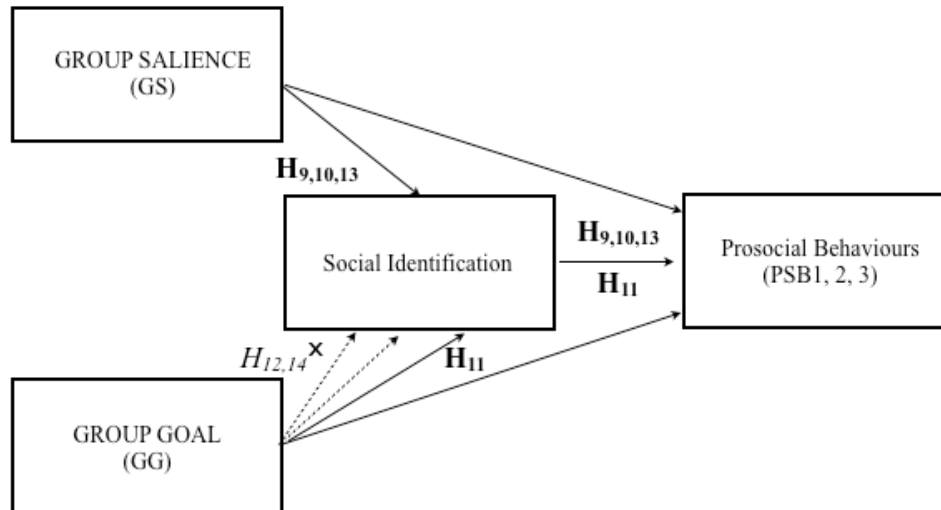 GROUP SALIENCE
(GS)
H9,10,13
Social Identification
H9,10,13
H11
Prosocial Behaviours
(PSB1, 2, 3)
H12,14 x
H11
GROUP GOAL
(GG)